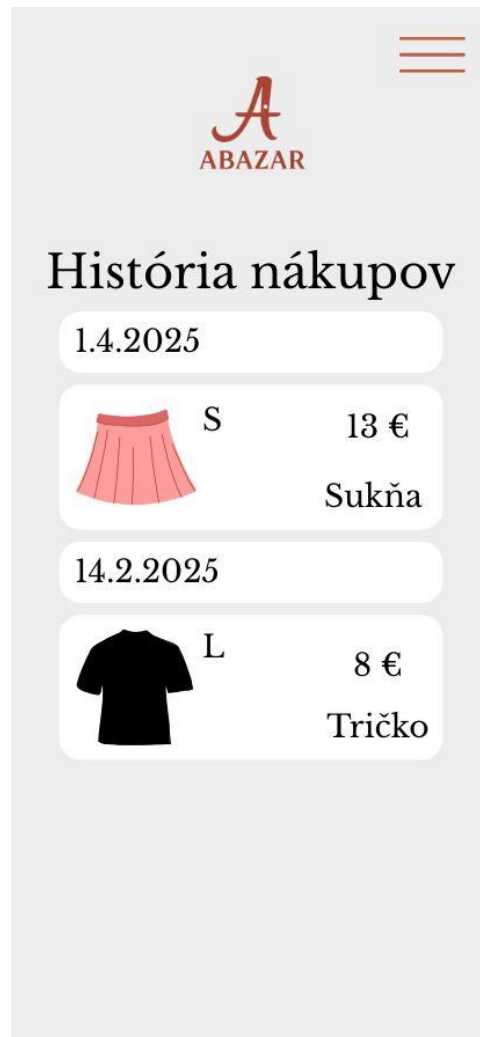 A
ABAZAR
História nákupov
1.4.2025
S
13 €
Sukňa
14.2.2025
L
8 €
Tričko